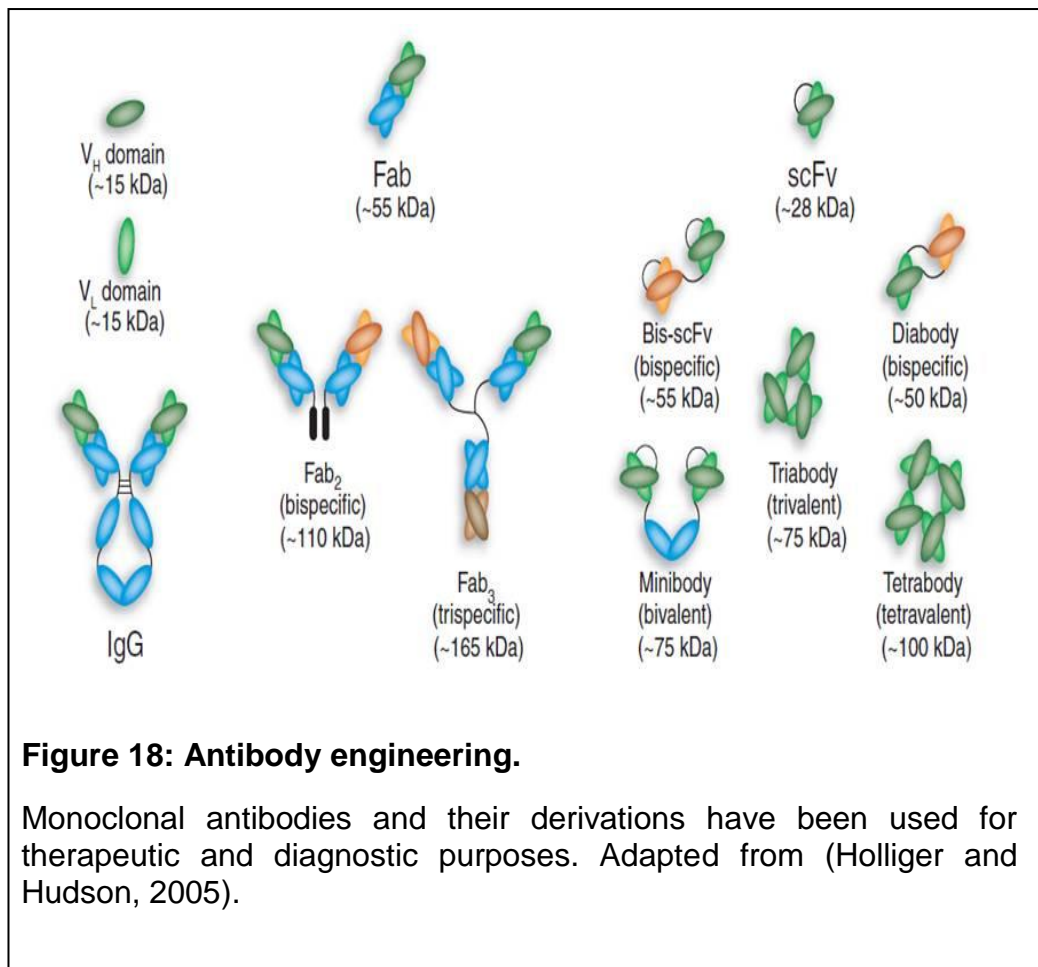 V_H domain
(~15 kDa)
Fab
(~55 kDa)
scFv
(~28 kDa)
V_L domain
(~15 kDa)
Bis-scFv
(bispecific)
~55 kDa)
Diabody
(bispecific)
(~50 kDa)
Fab2
(bispecific)
(~110 kDa)
Fab3
(trispecific)
(~165 kDa)
Triabody
(trivalent)
(~75 kDa)
Minibody
(bivalent)
(~75 kDa)
Tetrabody
(tetravalent)
(~100 kDa)
IgG
Figure 18: Antibody engineering.
Monoclonal antibodies and their derivations have been used for
therapeutic and diagnostic purposes. Adapted from (Holliger and
Hudson, 2005).